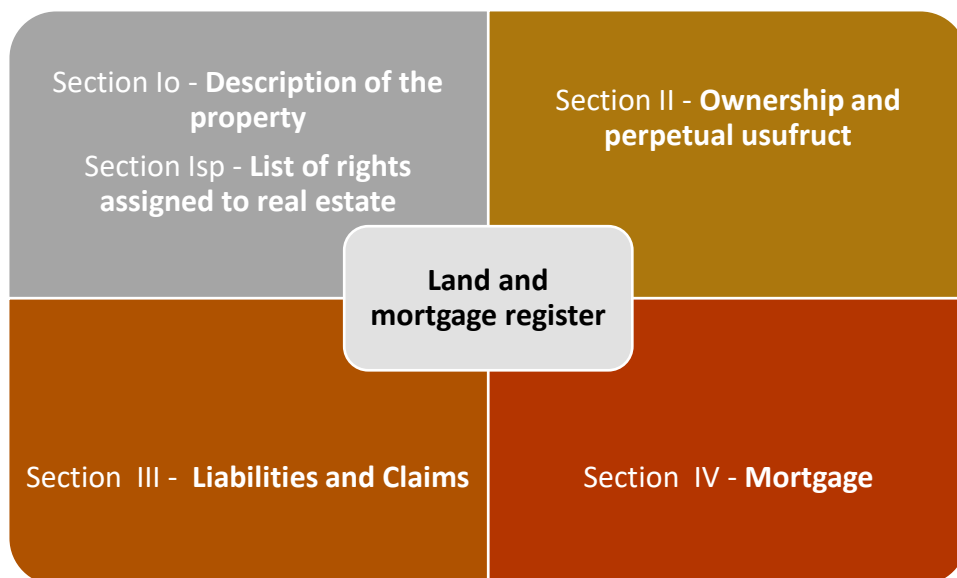 Section Io - Description of the
property
Section Isp - List of rights
assigned to real estate
Section II - Ownership and
perpetual usufruct
Land and
mortgage register
Section III - Liabilities and Claims
Section IV - Mortgage